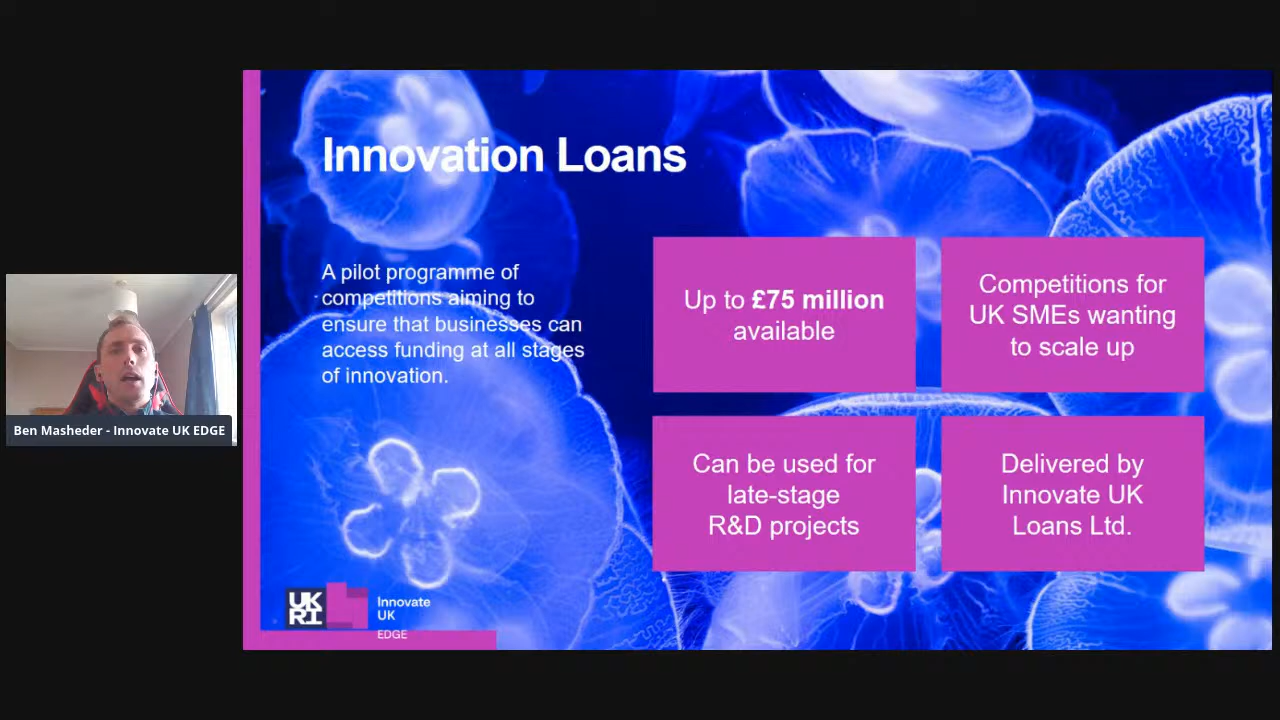 Innovation Loans
A pilot programme of
competitions aiming to
ensure that businesses can
access funding at all stages
of innovation.
Up to £75 million
available
Competitions for
UK SMEs wanting
to scale up
Can be used for
late-stage
R&D projects
Delivered by
Innovate UK
Loans Ltd.
Ben Masheder - Innovate UK EDGE
UK
RI
Innovate
UK
EDGE